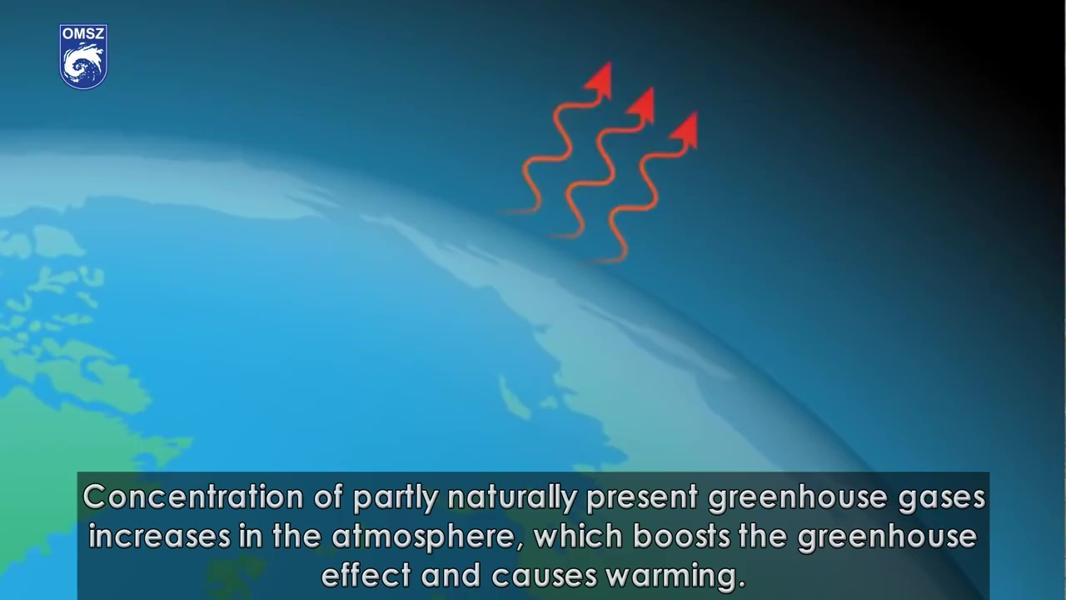 OMSZ
Concentration of partly naturally present greenhouse gases
increases in the atmosphere, which boosts the greenhouse
effect and causes warming.